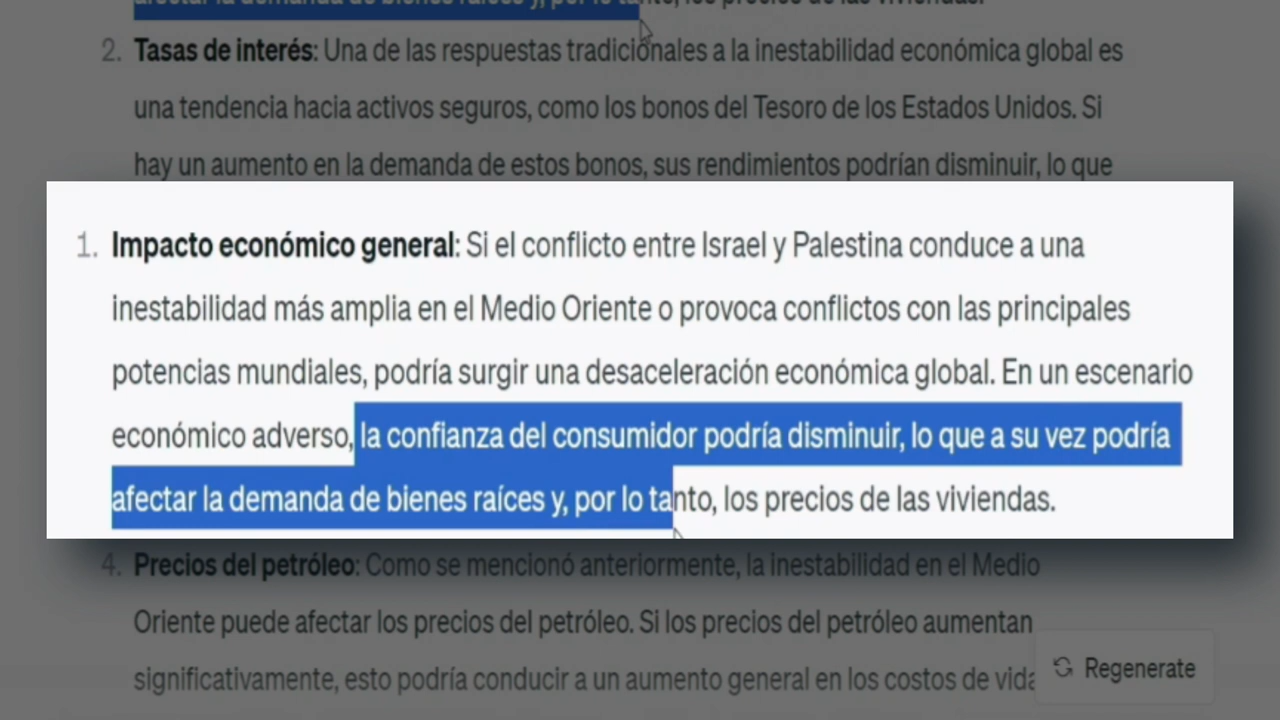 afectar la demanda de bienes raíces y, por lo tanto, los precios de las viviendas.
2. Tasas de interés: Una de las respuestas tradicionales a la inestabilidad económica global es
una tendencia hacia activos seguros, como los bonos del Tesoro de los Estados Unidos. Si
hay un aumento en la demanda de estos bonos, sus rendimientos podrían disminuir, lo que
1. Impacto económico general: Si el conflicto entre Israel y Palestina conduce a una
inestabilidad más amplia en el Medio Oriente o provoca conflictos con las principales
potencias mundiales, podría surgir una desaceleración económica global. En un escenario
económico adverso, la confianza del consumidor podría disminuir, lo que a su vez podría
afectar la demanda de bienes raíces y, por lo tanto, los precios de las viviendas.
4. Precios del petróleo: Como se mencionó anteriormente, la inestabilidad en el Medio
Oriente puede afectar los precios del petróleo. Si los precios del petróleo aumentan
significativamente, esto podría conducir a un aumento general en los costos de vida
Regenerate